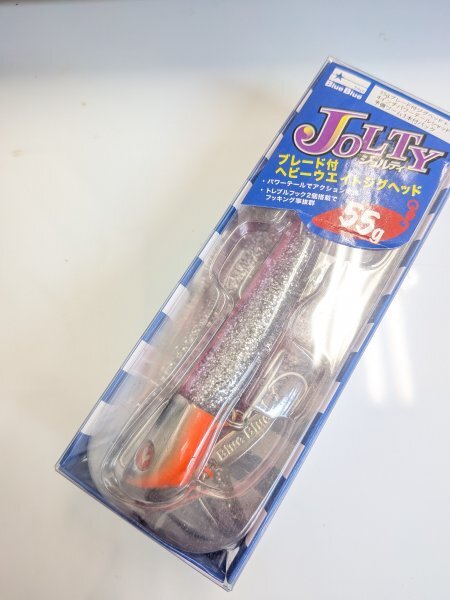 Blue Blue
JOLTY
ジョルティ
ブレード付
ヘビーウエイトジグヘッド
・パワーテールでアクション
・トレブルフック2個搭載で
フッキング率抜群
55g
Blue Blue